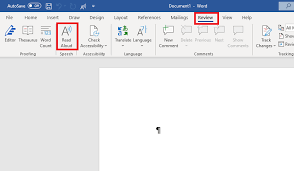 AutoSave Off Document1 - Word
File Home Insert Draw Design Layout References Mailings Review View Help
Editor Thesaurus Word Count Read Aloud Check Accessibility Translate Language New Comment Delete Previous Next Show Comments Track Changes
Proofing Speech Accessibility Language Comments Tracking
¶